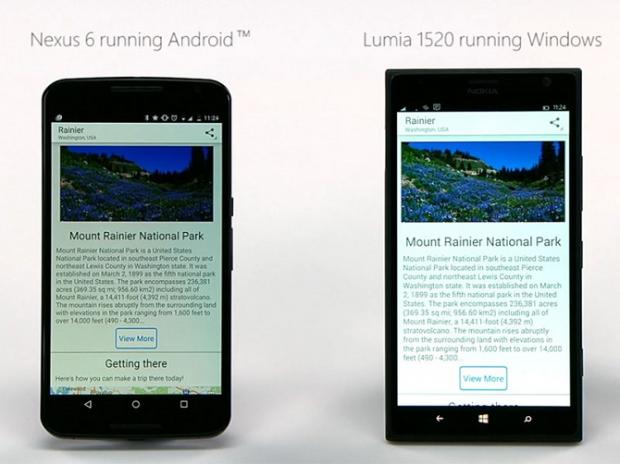 Nexus 6 running Android™
11:24
Rainier
Washington, USA
Mount Rainier National Park
Mount Rainier National Park is a United States
National Park located in southeast Pierce County and
northeast Lewis County in Washington state. It was
established on March 2, 1899 as the fifth national park
in the United States. The park encompasses 236,381
acres (369.35 sq mi; 956.60 km2) including all of
Mount Rainier, a 14,411-foot (4,392 m) stratovolcano.
The mountain rises abruptly from the surrounding land
with elevations in the park ranging from 1,600 feet to
over 14,000 feet (490 - 4,300...
View More
Getting there
Here's how you can make a trip there today!
Lumia 1520 running Windows
NOKIA
11:24
Rainier
Washington, USA
Mount Rainier National Park
Mount Rainier National Park is a United States
National Park located in southeast Pierce
County and northeast Lewis County in
Washington state. It was established on March
2, 1899 as the fifth national park in the United
States. The park encompasses 236,381 acres
(369.35 sq mi; 956.60 km2) including all of
Mount Rainier, a 14,411-foot (4,392 m)
stratovolcano. The mountain rises abruptly
from the surrounding land with elevations in
the park ranging from 1,600 feet to over 14,000
feet (490 - 4,300...
View More
Getting there